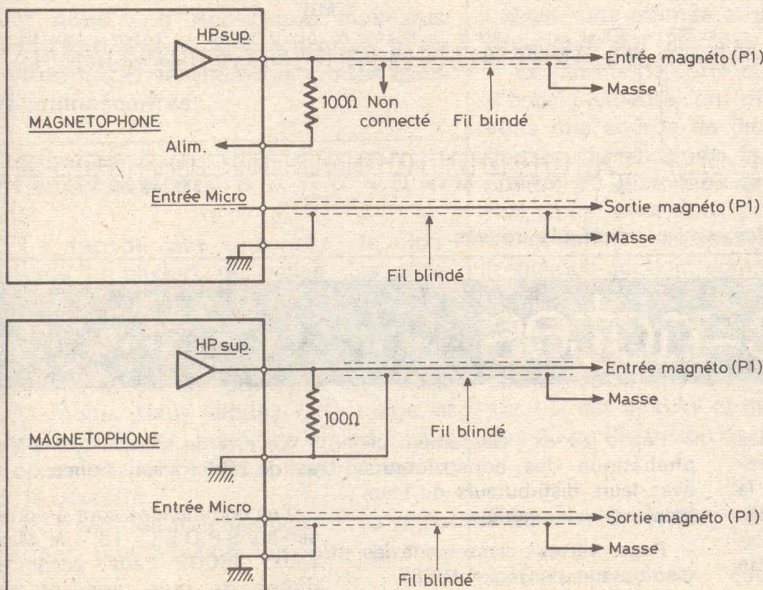 HP sup.
Entrée magnéto (P1)
Masse
100Ω
Non connecté
Fil blindé
MAGNETOPHONE
Alim.
Entrée Micro
Sortie magnéto (P1)
Masse
Fil blindé
HP sup.
Entrée magnéto (P1)
Masse
100Ω
Fil blindé
MAGNETOPHONE
Entrée Micro
Sortie magnéto (P1)
Masse
Fil blindé